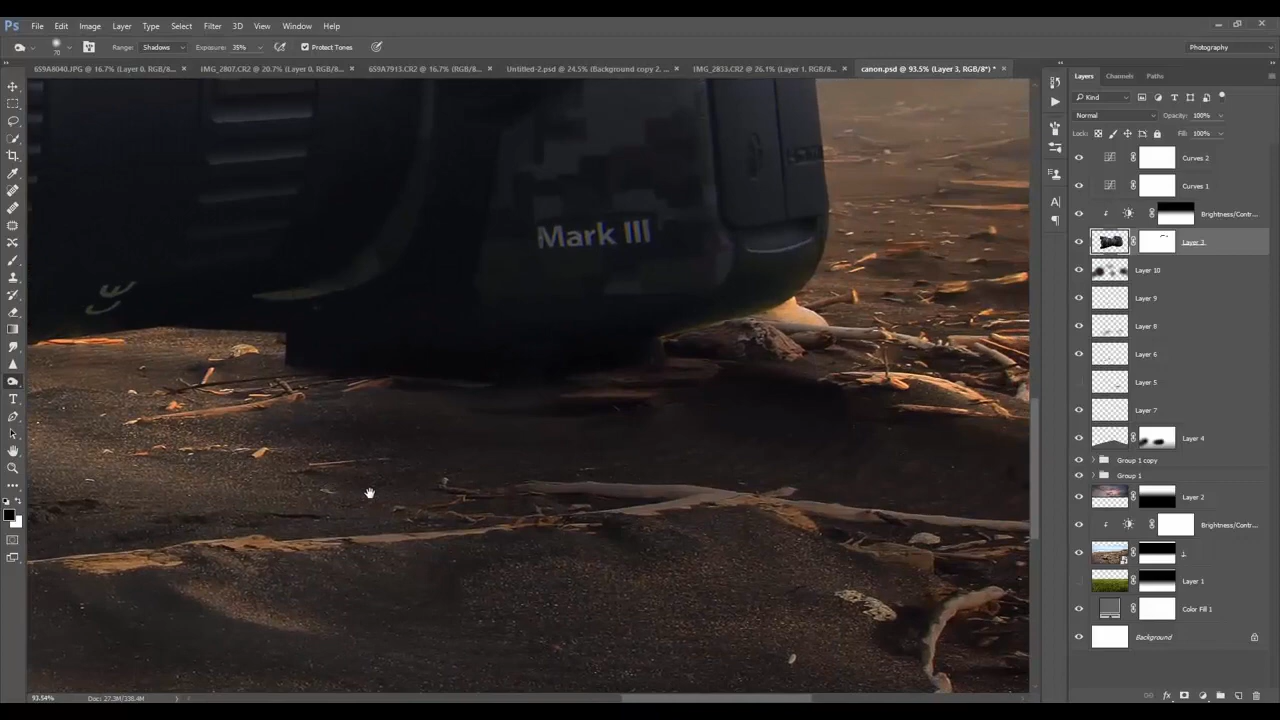 Ps File Edit Image Layer Type Select Filter 3D View Window Help
70 Range: Shadows Exposure: 35% Protect Tones Photography
659A8040.JPG @ 16.7% (Layer 0, RGB/8... × IMG_2807.CR2 @ 20.7% (Layer 0, RGB/8... × 659A7913.CR2 @ 16.7% (RGB/8... × Untitled-2.psd @ 24.5% (Background copy 2, ... × IMG_2833.CR2 @ 26.1% (Layer 1, RGB/8... × canon.psd @ 93.5% (Layer 3, RGB/8*) * ×
Layers Channels Paths
Kind
Normal Opacity: 100%
Lock: Fill: 100%
Curves 2
Curves 1
Brightness/Contr...
Layer 3
Layer 10
Layer 9
Layer 8
Layer 6
Layer 5
Layer 7
Layer 4
Group 1 copy
Group 1
Layer 2
Brightness/Contr...
Layer 1
Color Fill 1
Background
Mark III
93.54% Doc: 27.3M/338.4M